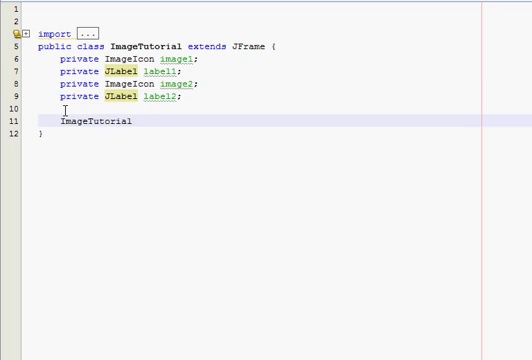 1
2
import ...
5 public class ImageTutorial extends JFrame {
6 private ImageIcon image1;
7 private JLabel label1;
8 private ImageIcon image2;
9 private JLabel label2;
10
11 ImageTutorial
12 }